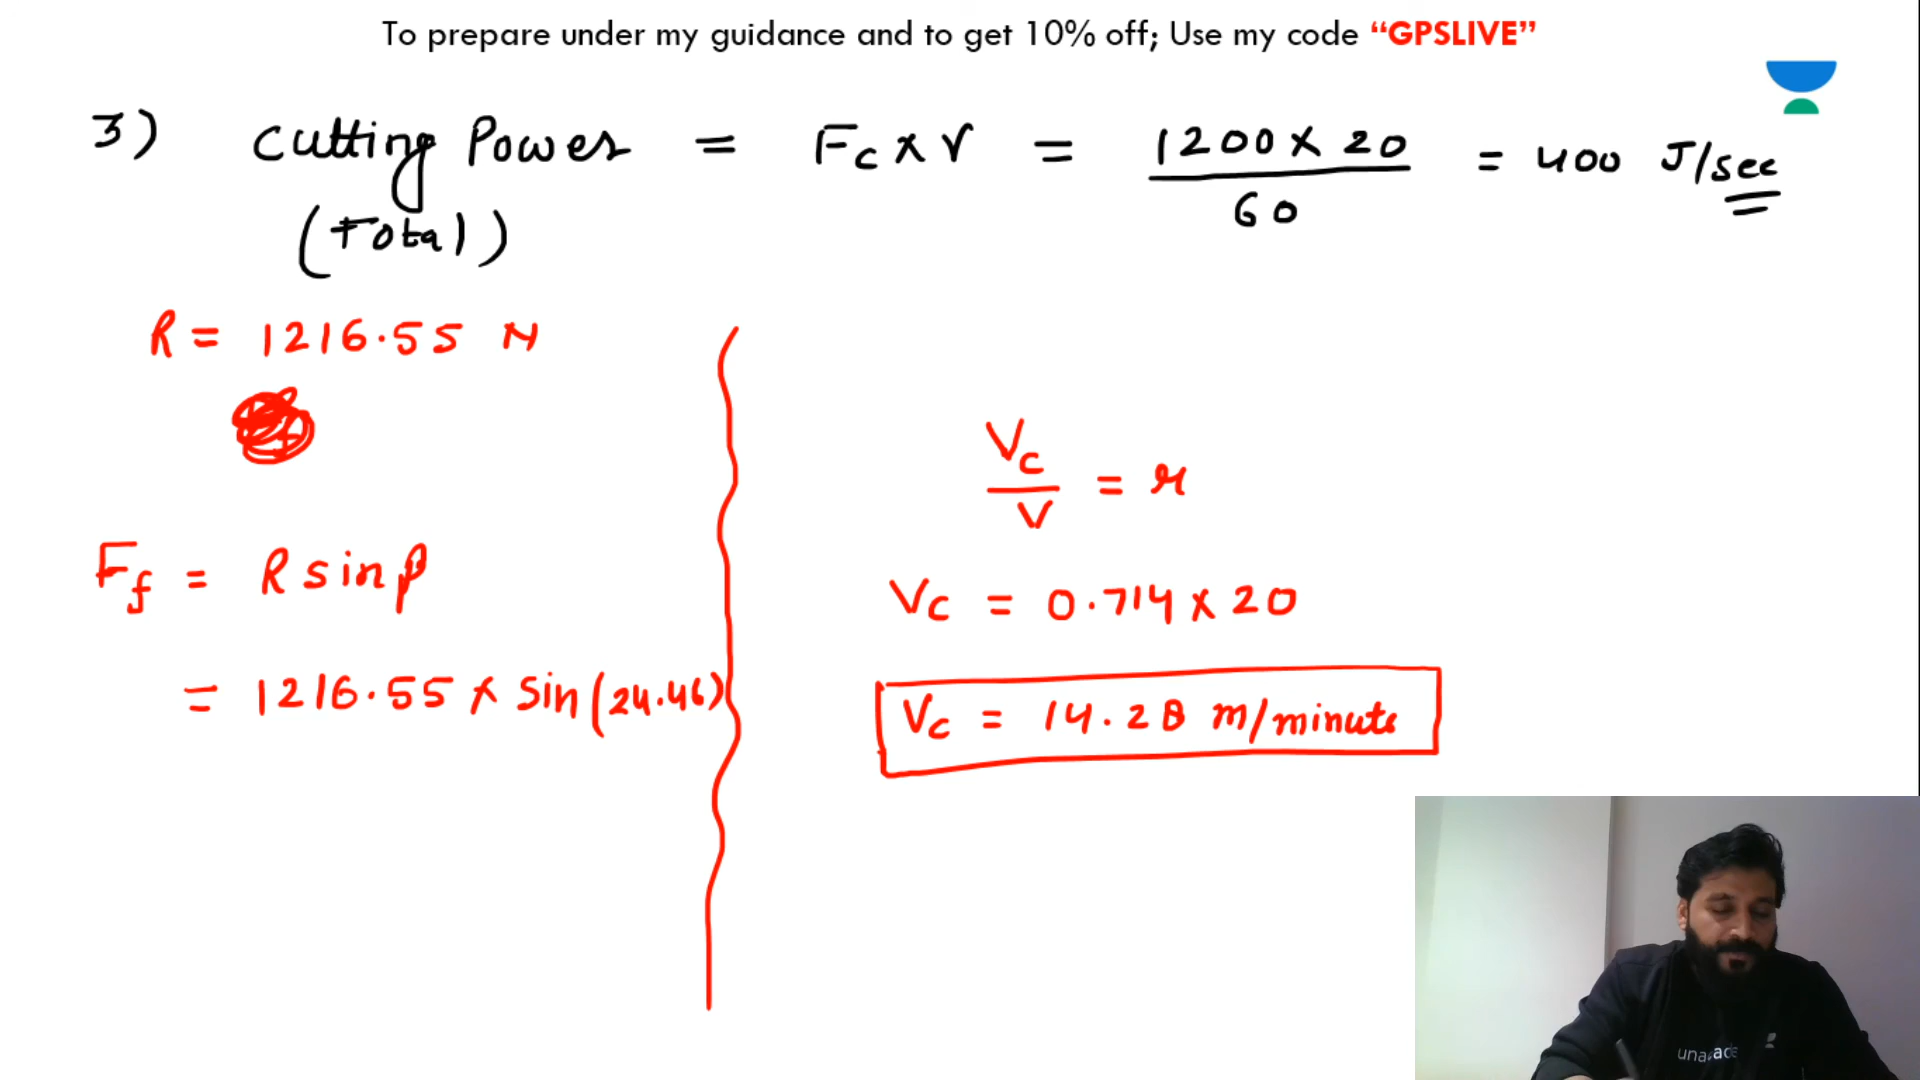 To prepare under my guidance and to get 10% off; Use my code “GPSLIVE”
3) Cutting Power = Fc x V = 1200 x 20 / 60 = 400 J/sec
(Total)
R = 1216.55 N
Vc / V = r
Ff = R sin β
Vc = 0.714 x 20
= 1216.55 x sin(24.46)
Vc = 14.28 m/minute